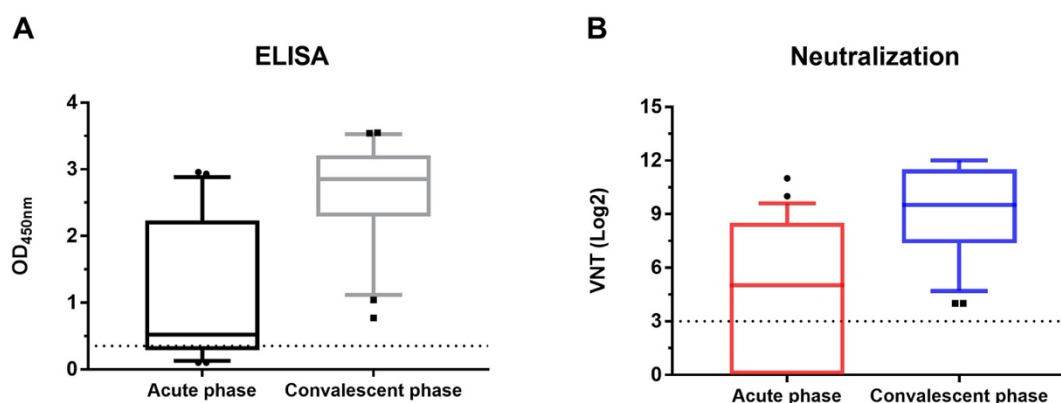 A
ELISA
4
3
2
1
0
OD450nm
Acute phase
Convalescent phase
B
Neutralization
15
12
9
6
3
0
VNT (Log2)
Acute phase
Convalescent phase